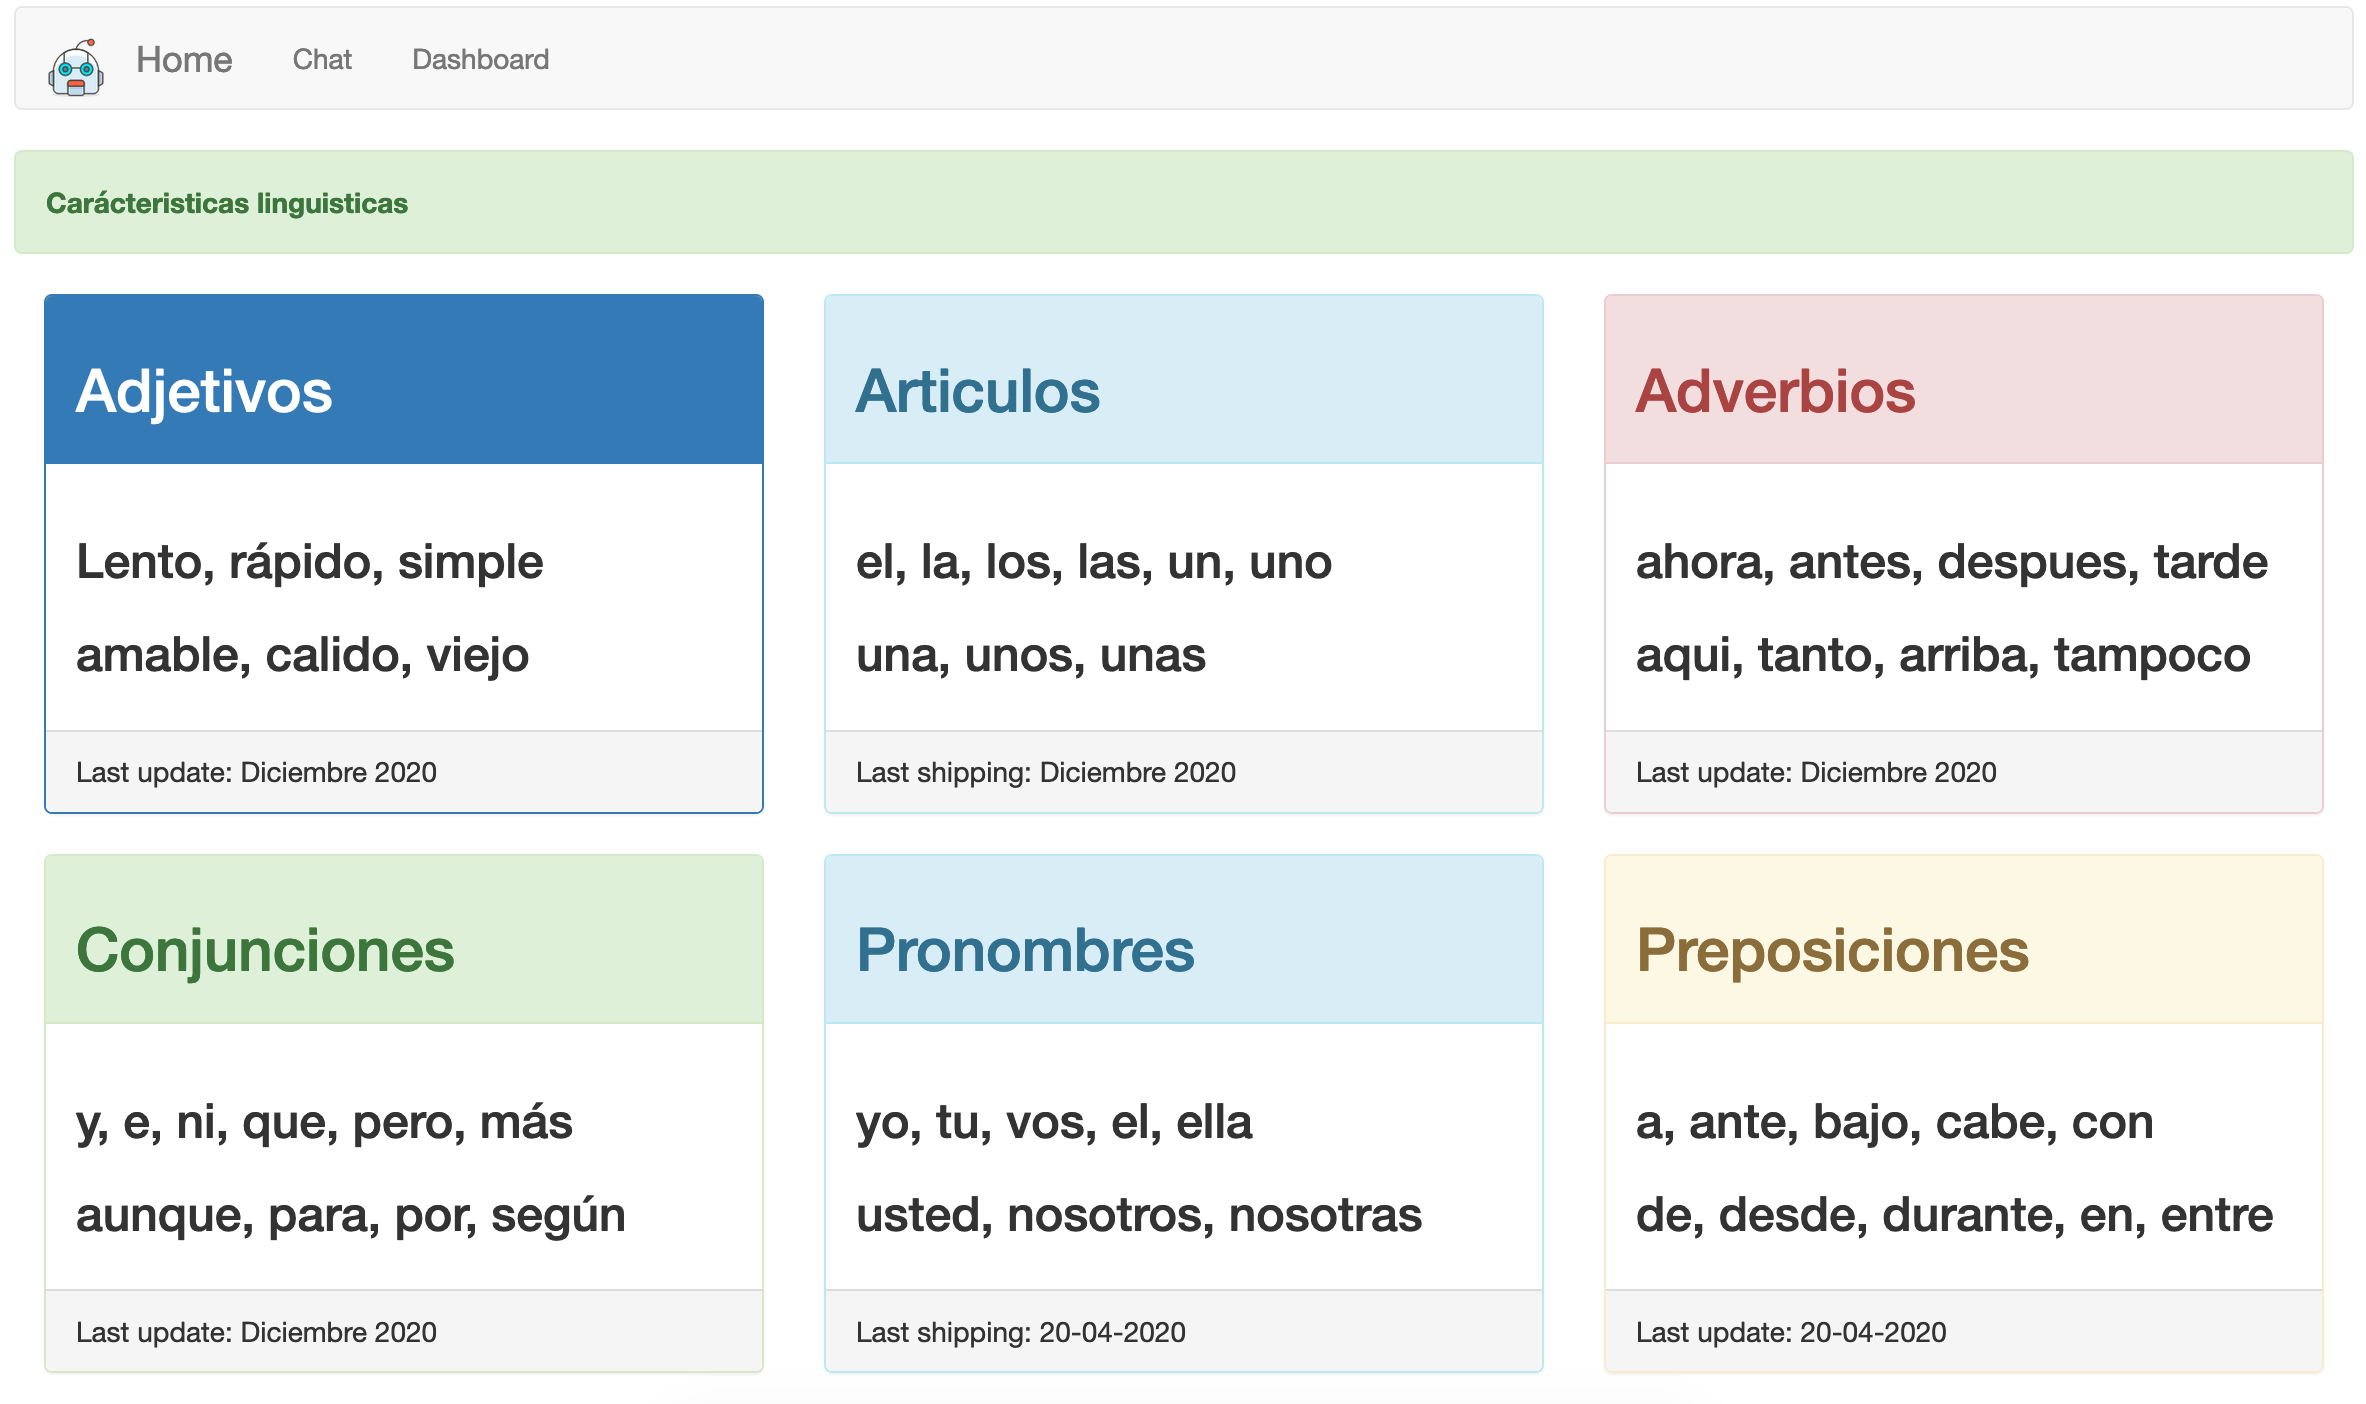 Home Chat Dashboard
Carácteristicas linguisticas
Adjetivos
Lento, rápido, simple
amable, calido, viejo
Last update: Diciembre 2020
Articulos
el, la, los, las, un, uno
una, unos, unas
Last shipping: Diciembre 2020
Adverbios
ahora, antes, despues, tarde
aqui, tanto, arriba, tampoco
Last update: Diciembre 2020
Conjunciones
y, e, ni, que, pero, más
aunque, para, por, según
Last update: Diciembre 2020
Pronombres
yo, tu, vos, el, ella
usted, nosotros, nosotras
Last shipping: 20-04-2020
Preposiciones
a, ante, bajo, cabe, con
de, desde, durante, en, entre
Last update: 20-04-2020